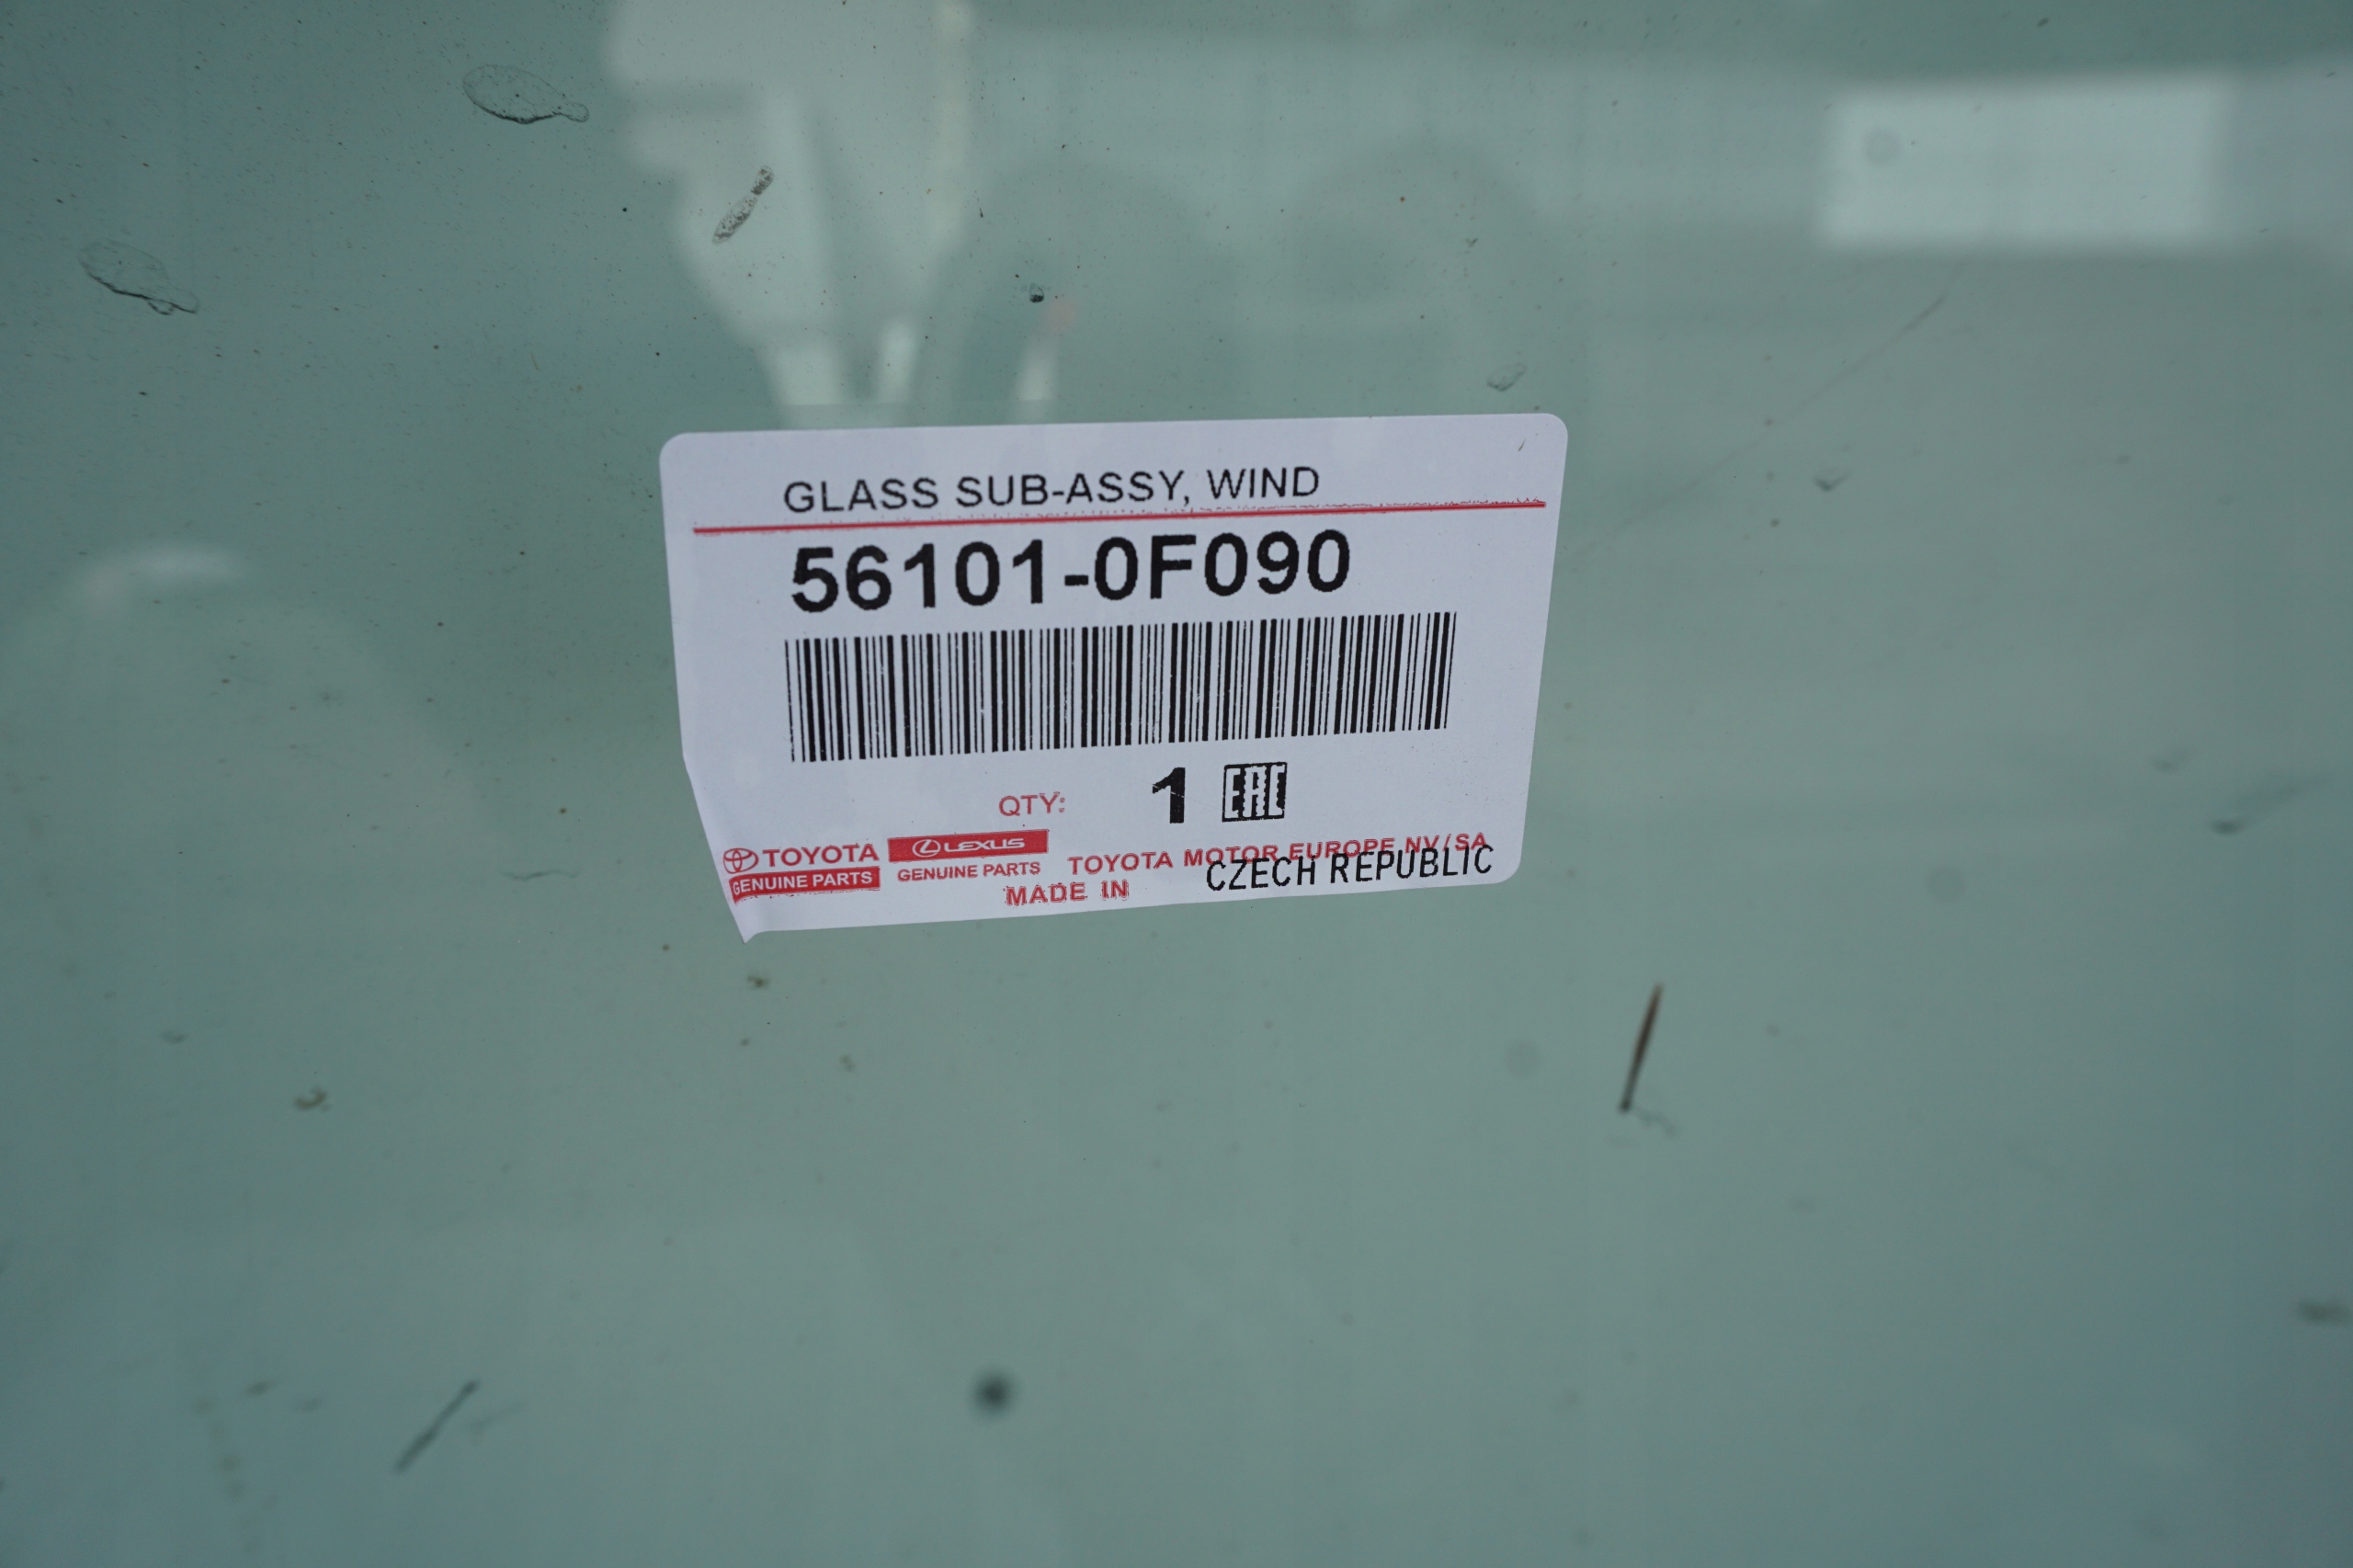 GLASS SUB-ASSY, WIND
56101-0F090
QTY: 1 EAC
TOYOTA LEXUS TOYOTA MOTOR EUROPE NV/SA
GENUINE PARTS GENUINE PARTS MADE IN CZECH REPUBLIC